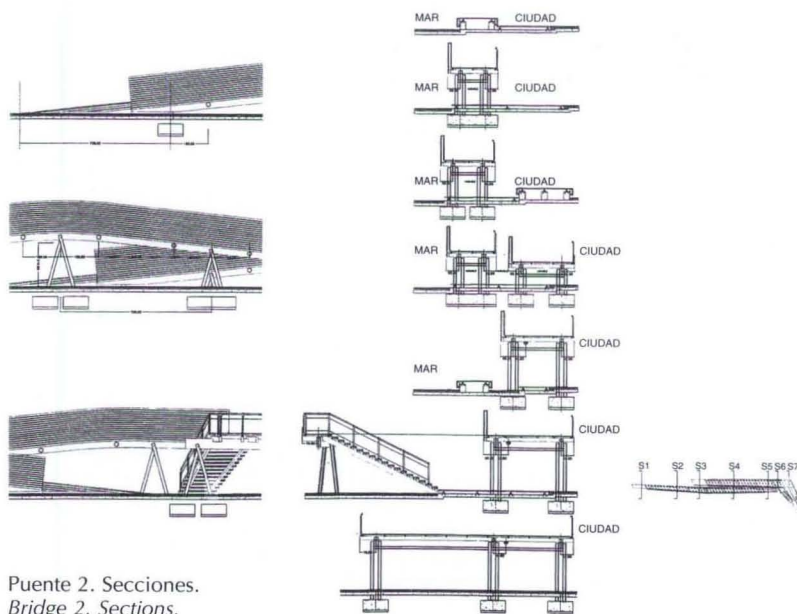 MAR CIUDAD
MAR CIUDAD
MAR CIUDAD
MAR CIUDAD
CIUDAD
MAR
CIUDAD
CIUDAD
S1 S2 S3 S4 S5 S6 S7
Puente 2. Secciones.
Bridge 2. Sections.